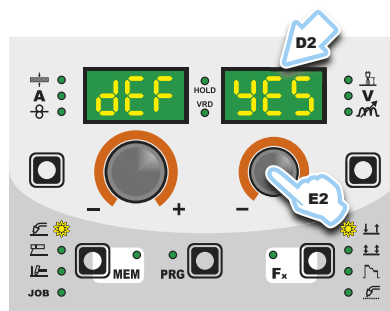 D2
dEF
YES
A
HOLD
VRD
V
- +
-
E2
MEM
PRG
Fx
JOB